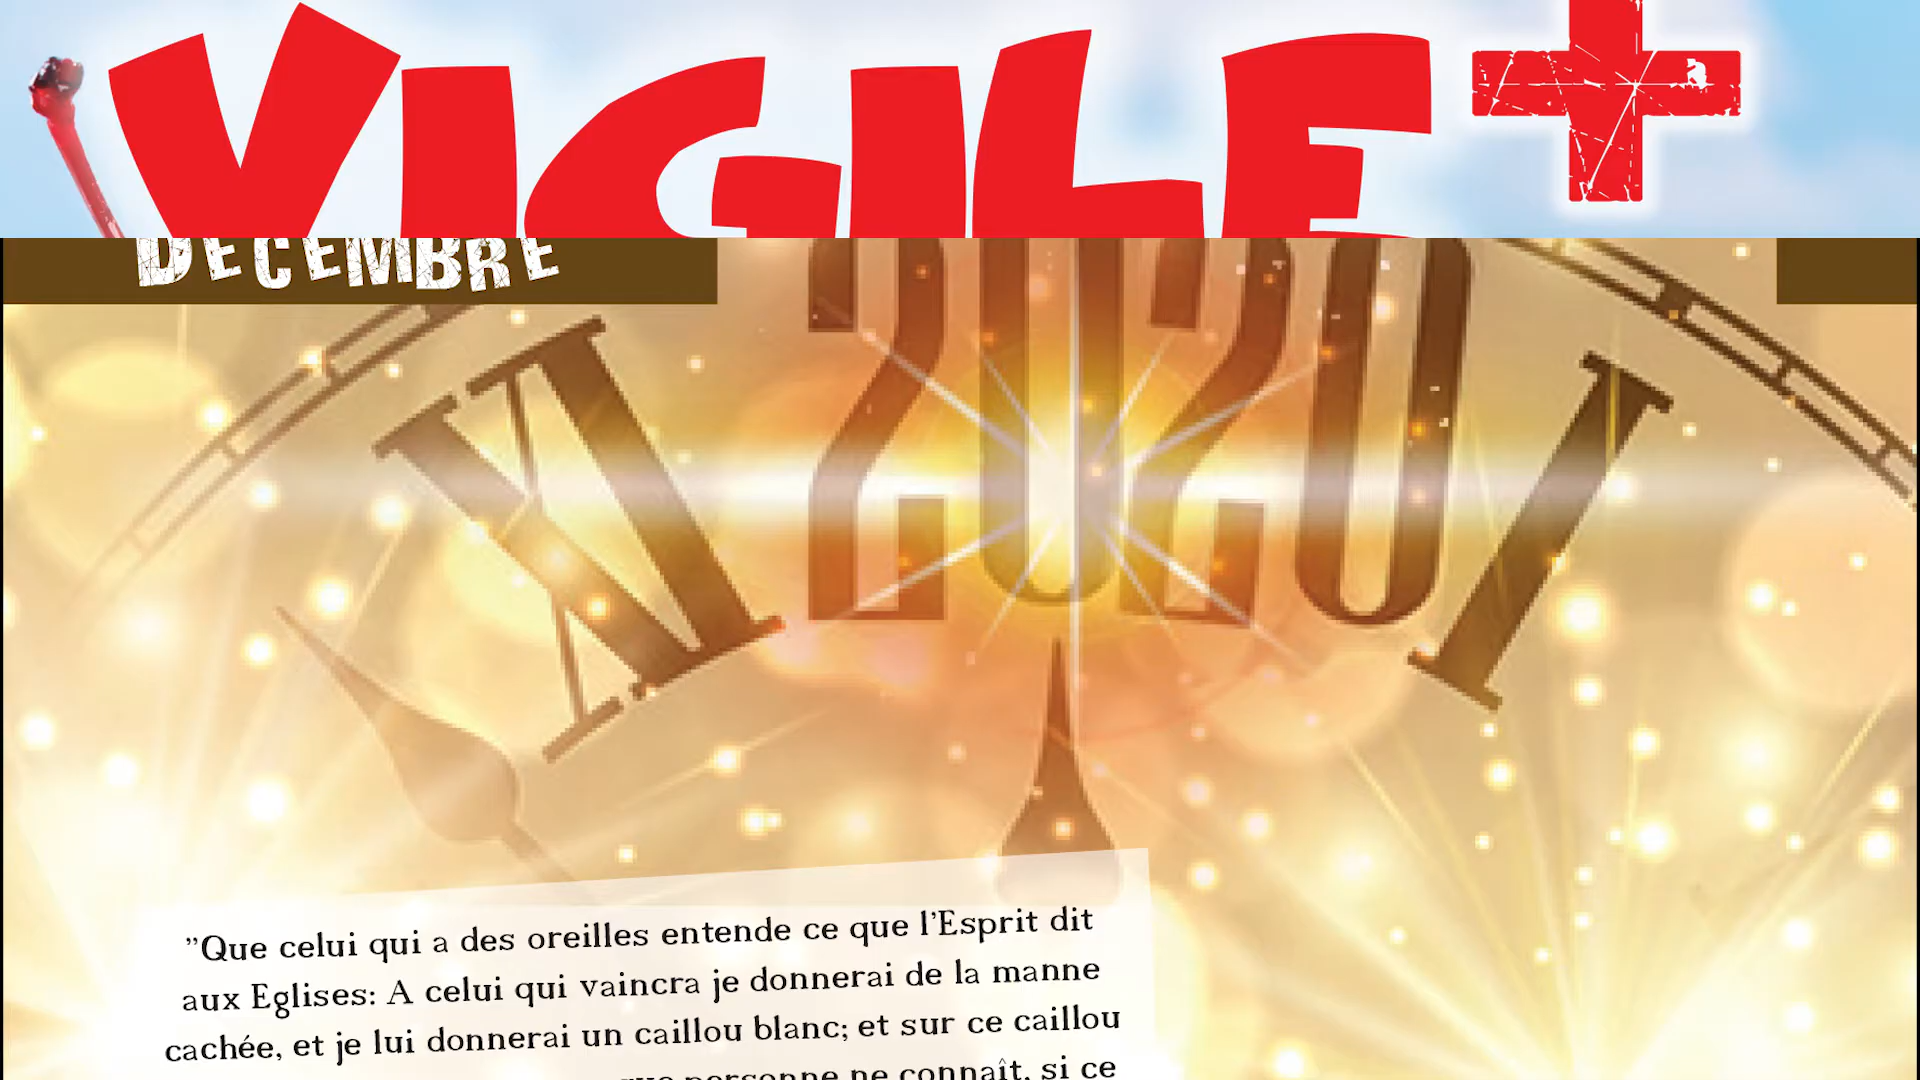 VIGILE+
DECEMBRE
2020
XI
I
"Que celui qui a des oreilles entende ce que l'Esprit dit
aux Eglises: A celui qui vaincra je donnerai de la manne
cachée, et je lui donnerai un caillou blanc; et sur ce caillou
personne ne connaît, si ce